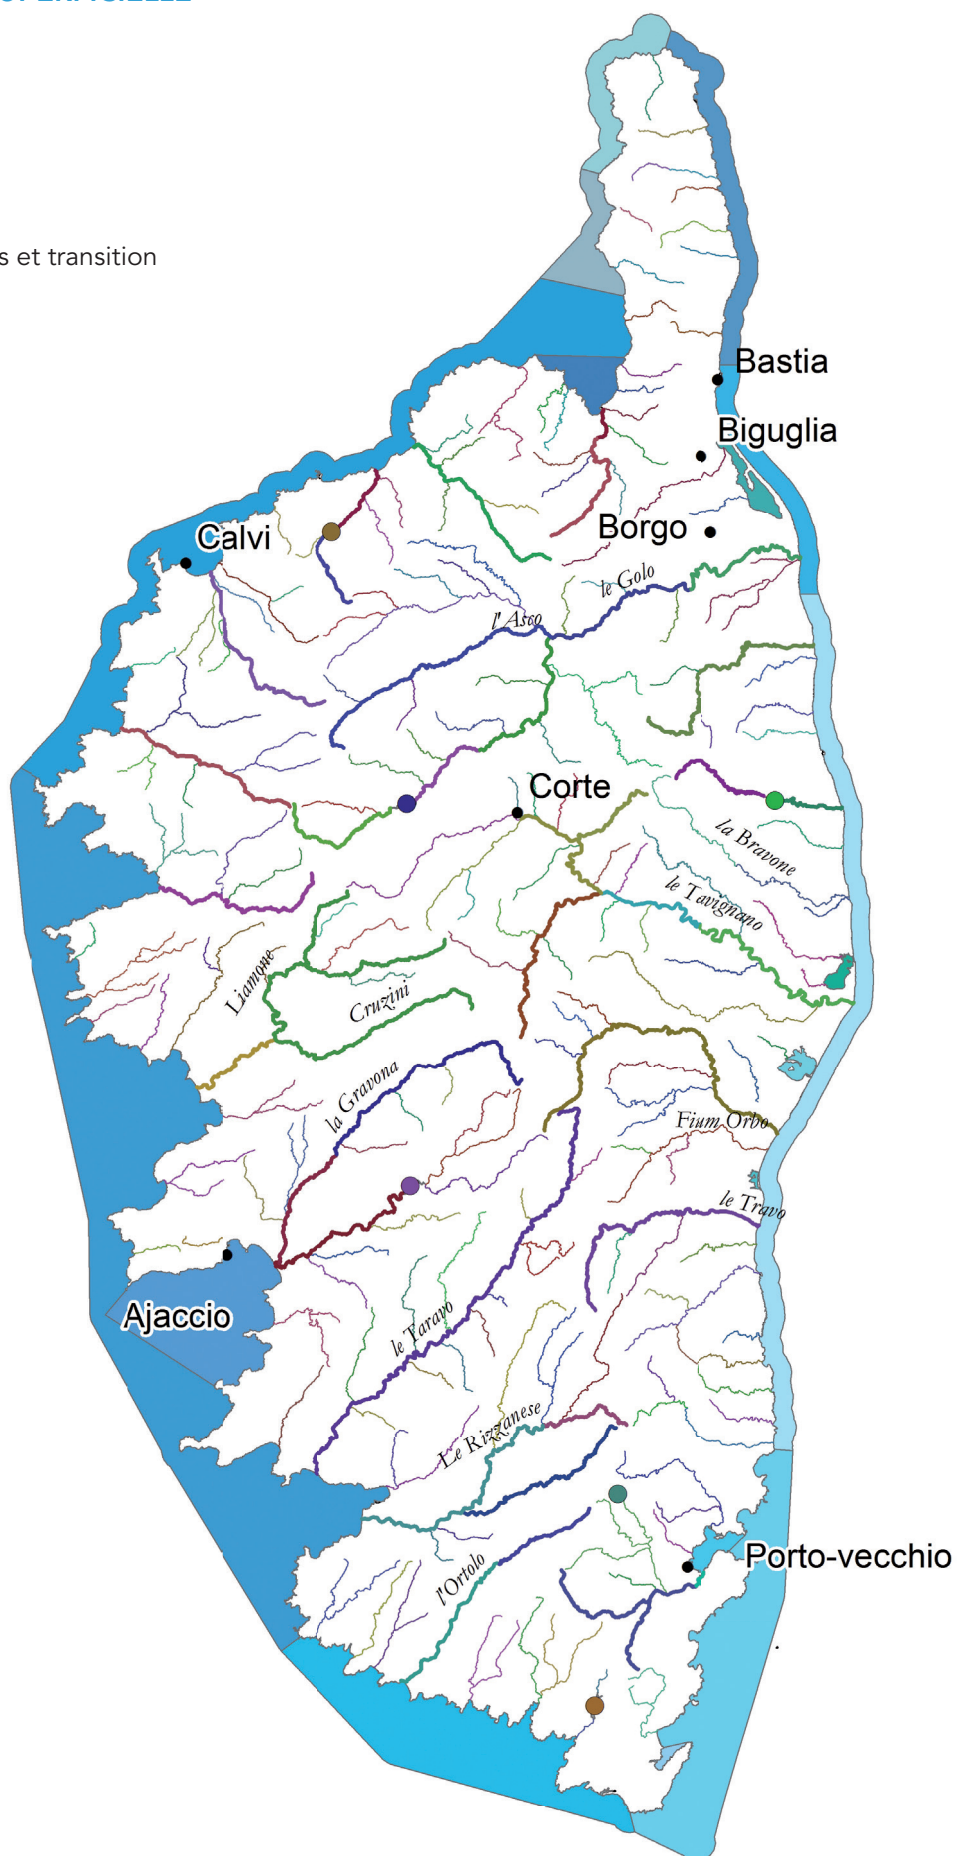 s et transition
Bastia
Biguglia
Borgo
Calvi
le Golo
l' Asco
Corte
la Bravone
le Tavignano
Liamone
Cruzini
la Gravona
Fium Orbo
le Travo
Ajaccio
le Taravo
Le Rizzanese
Porto-vecchio
l'Ortolo